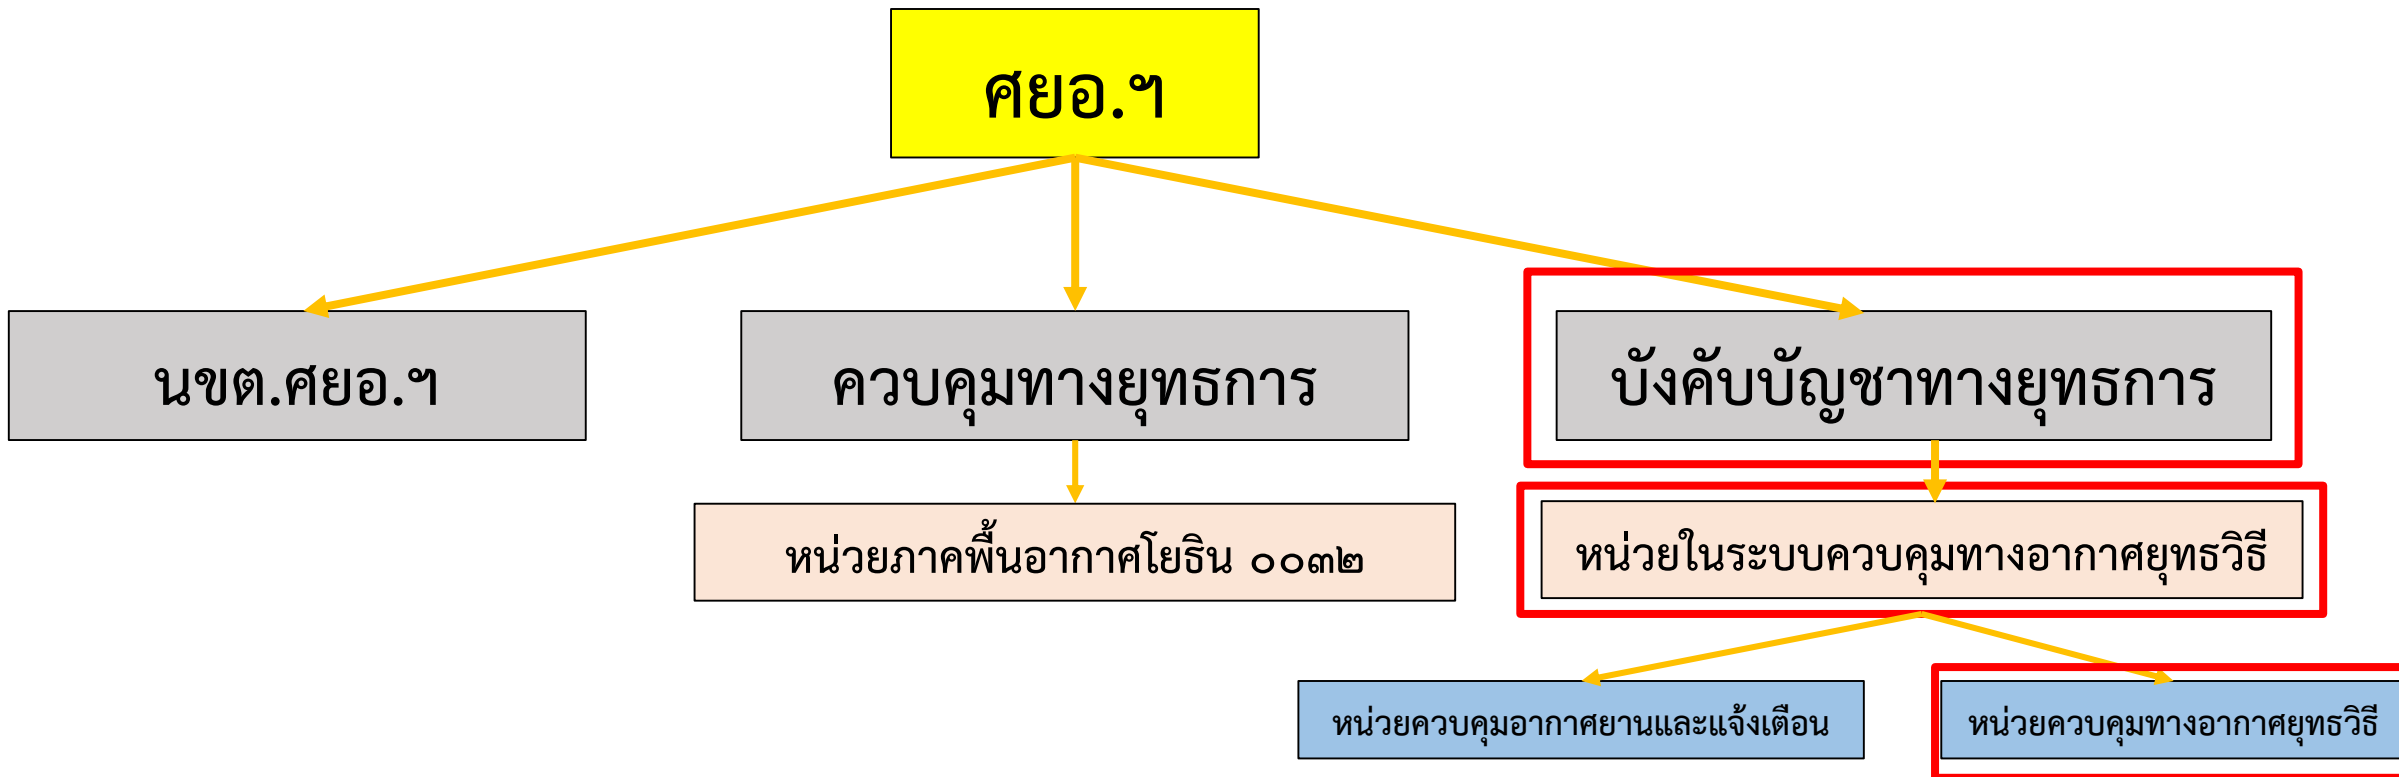 ศยอ.ฯ
นขต.ศยอ.ฯ
ควบคุมทางยุทธการ
บังคับบัญชาทางยุทธการ
หน่วยภาคพื้นอากาศโยธิน ๐๐๓๒
หน่วยในระบบควบคุมทางอากาศยุทธวิธี
หน่วยควบคุมอากาศยานและแจ้งเตือน
หน่วยควบคุมทางอากาศยุทธวิธี